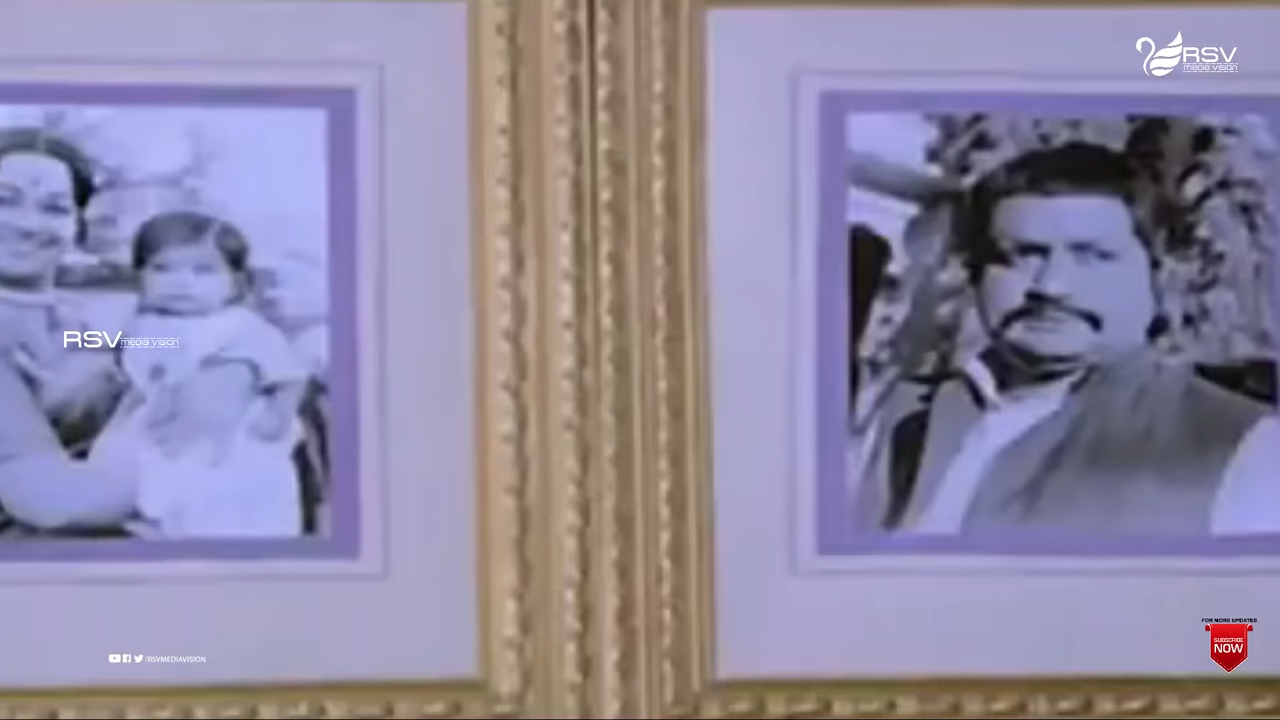 RSV
media vision
RSV media vision
FOR MORE UPDATES
SUBSCRIBE
NOW
/RSVMEDIAVISION